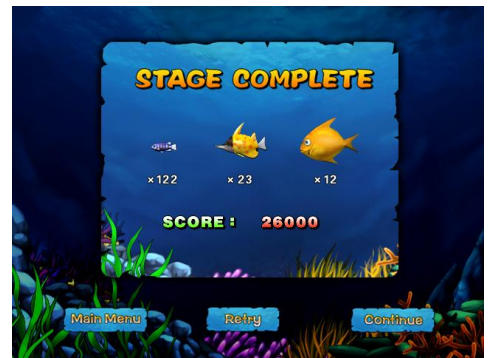 STAGE COMPLETE
×122 ×23 ×12
SCORE: 26000
Main Menu Retry Continue